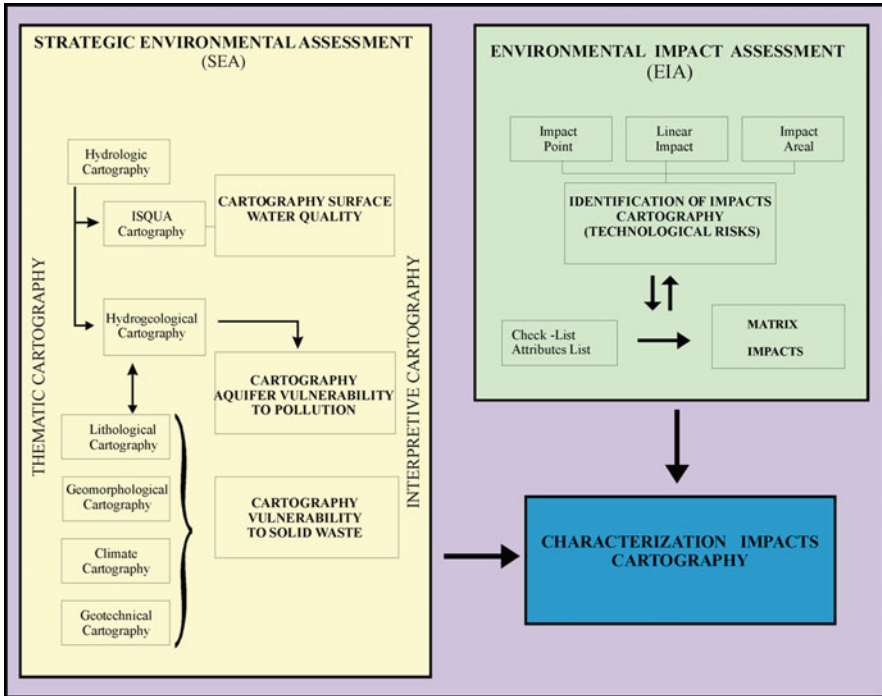 STRATEGIC ENVIRONMENTAL ASSESSMENT
(SEA)
THEMATIC CARTOGRAPHY
Hydrologic
Cartography
ISQUA
Cartography
CARTOGRAPHY SURFACE
WATER QUALITY
Hydrogeological
Cartography
CARTOGRAPHY
AQUIFER VULNERABILITY
TO POLLUTION
Lithological
Cartography
Geomorphological
Cartography
CARTOGRAPHY
VULNERABILITY
TO SOLID WASTE
Climate
Cartography
Geotechnical
Cartography
INTERPRETIVE CARTOGRAPHY
ENVIRONMENTAL IMPACT ASSESSMENT
(EIA)
Impact
Point
Linear
Impact
Impact
Areal
IDENTIFICATION OF IMPACTS
CARTOGRAPHY
(TECHNOLOGICAL RISKS)
Check -List
Attributes List
MATRIX
IMPACTS
CHARACTERIZATION IMPACTS
CARTOGRAPHY